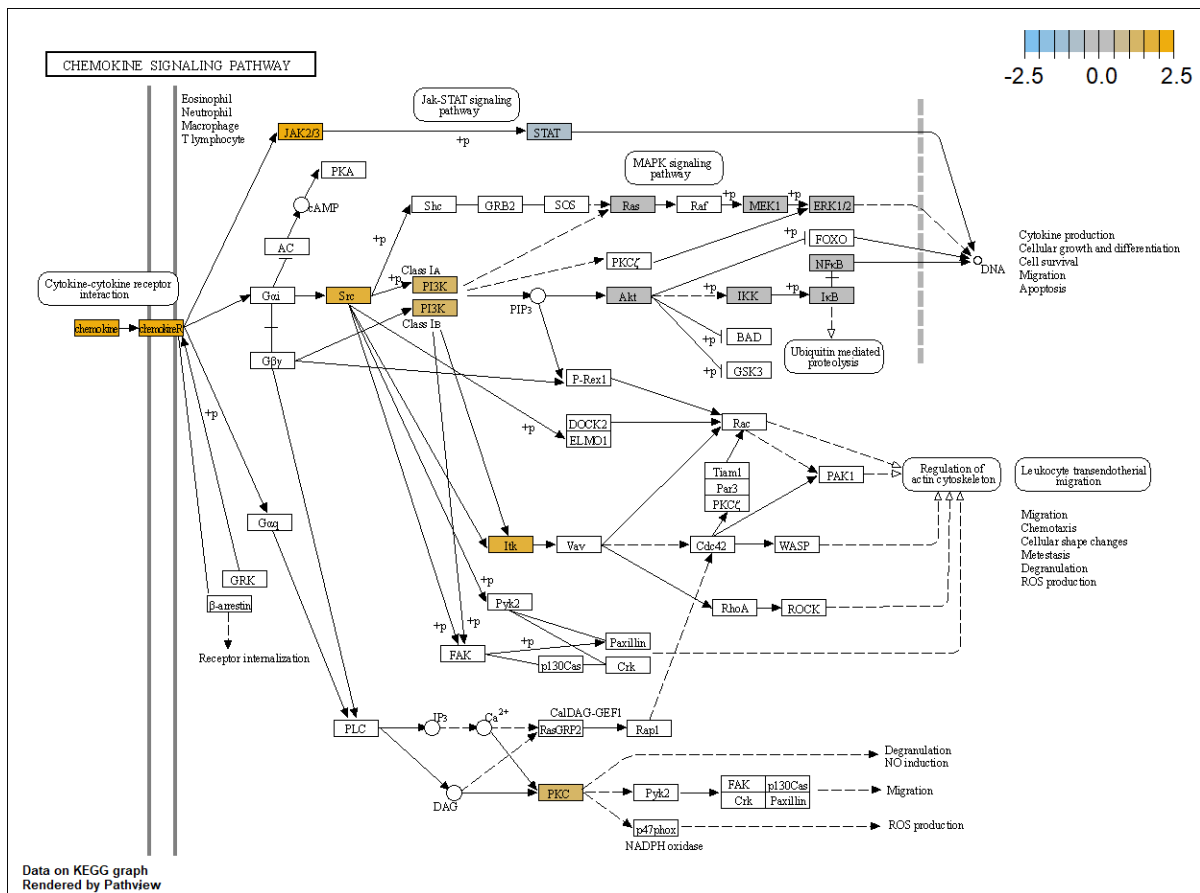 CHEMOKINE SIGNALING PATHWAY
-2.5 0.0 2.5
Eosinophil
Neutrophil
Macrophage
T lymphocyte
Jak-STAT signaling
pathway
JAK2/3
+p
STAT
MAPK signaling
pathway
PKA
cAMP
AC
+p
Shc
GRB2
SOS
Ras
Raf
+p
MEK1
+p
ERK1/2
+p
FOXO
DNA
Cytokine production
Cellular growth and differentiation
Cell survival
Migration
Apoptosis
Cytokine-cytokine receptor
interaction
chemokine
chemokineR
Gαi
Src
+p
Class IA
PI3K
PI3K
Class IB
PKCζ
PIP3
Akt
+p
IKK
+p
NFκB
IκB
+p
BAD
+p
GSK3
Ubiquitin mediated
proteolysis
Gβγ
P-Rex1
+p
+p
DOCK2
ELMO1
Rac
Tiam1
Par3
PKCζ
PAK1
Regulation of
actin cytoskeleton
Leukocyte transendotherial
migration
Migration
Chemotaxis
Cellular shape changes
Metestasis
Degranulation
ROS production
Gαq
Itk
Vav
Cdc42
WASP
GRK
β-arrestin
Receptor internalization
+p
Pyk2
RhoA
ROCK
+p
+p
+p
FAK
Paxillin
p130Cas
Crk
PLC
IP3
Ca2+
CalDAG-GEF1
RasGRP2
Rap1
DAG
PKC
Degranulation
NO induction
Pyk2
FAK
p130Cas
Crk
Paxillin
Migration
p47phox
NADPH oxidase
ROS production
Data on KEGG graph
Rendered by Pathview